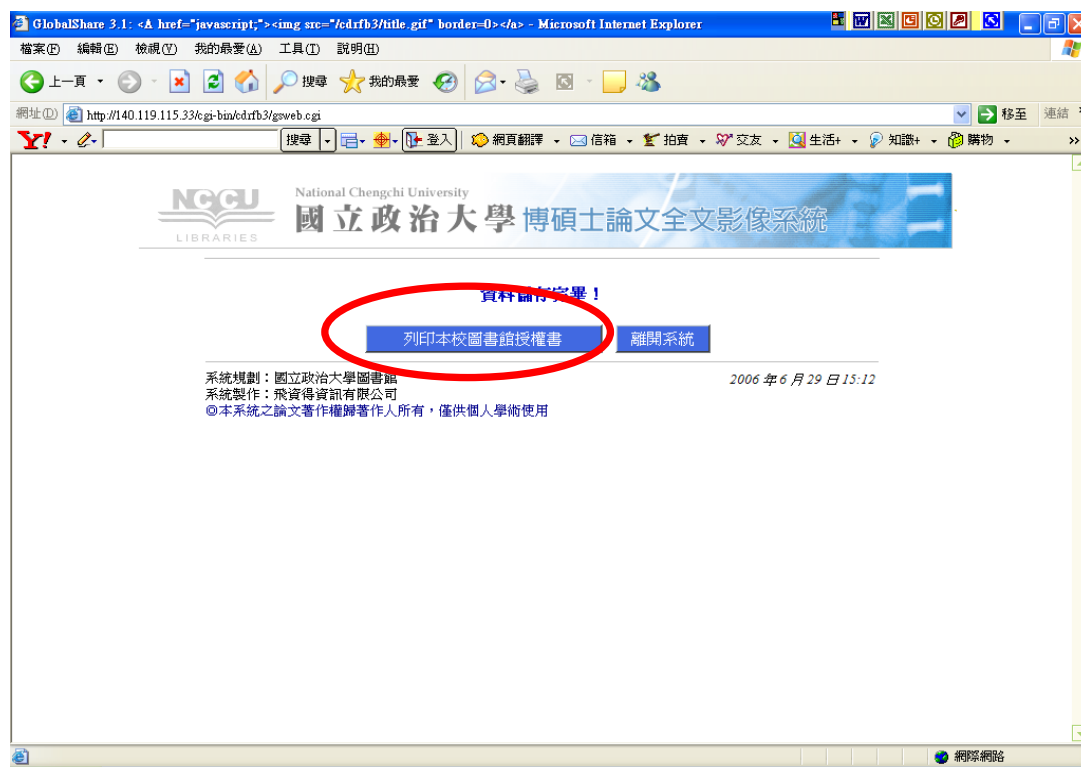 GlobalShare 3.1: <A href="javascript;"><img src="/cdrfb3/title.gif" border=0></a> - Microsoft Internet Explorer
檔案(F) 編輯(E) 檢視(V) 我的最愛(A) 工具(T) 說明(H)
上一頁 搜尋 我的最愛
網址(D) http://140.119.115.33/cgi-bin/cdrfb3/gsweb.cgi 移至 連結
Y! 搜尋 登入 網頁翻譯 信箱 拍賣 交友 生活+ 知識+ 購物 »
NCCU LIBRARIES
National Chengchi University
國立政治大學 博碩士論文全文影像系統
資料儲存完畢！
列印本校圖書館授權書 離開系統
系統規劃：國立政治大學圖書館 2006 年 6 月 29 日 15:12
系統製作：飛資得資訊有限公司
◎本系統之論文著作權歸著作人所有，僅供個人學術使用
網際網路